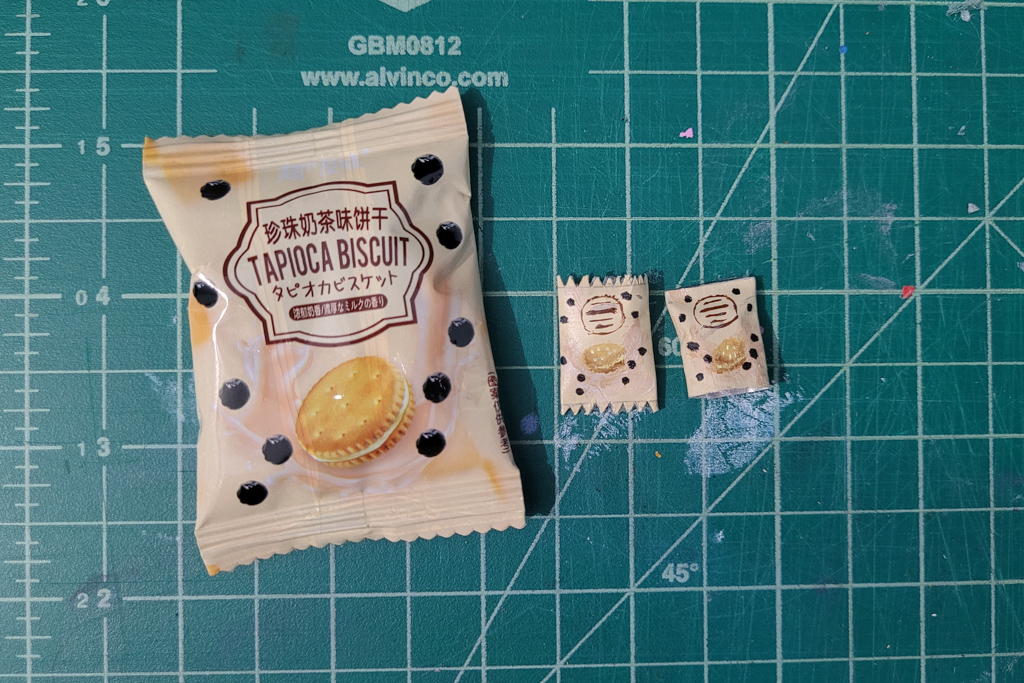 GBM0812
www.alvinco.com
15
04
13
22
60
45°
珍珠奶茶味饼干
TAPIOCA BISCUIT
タピオカビスケット
浓郁奶香/濃厚なミルクの香り